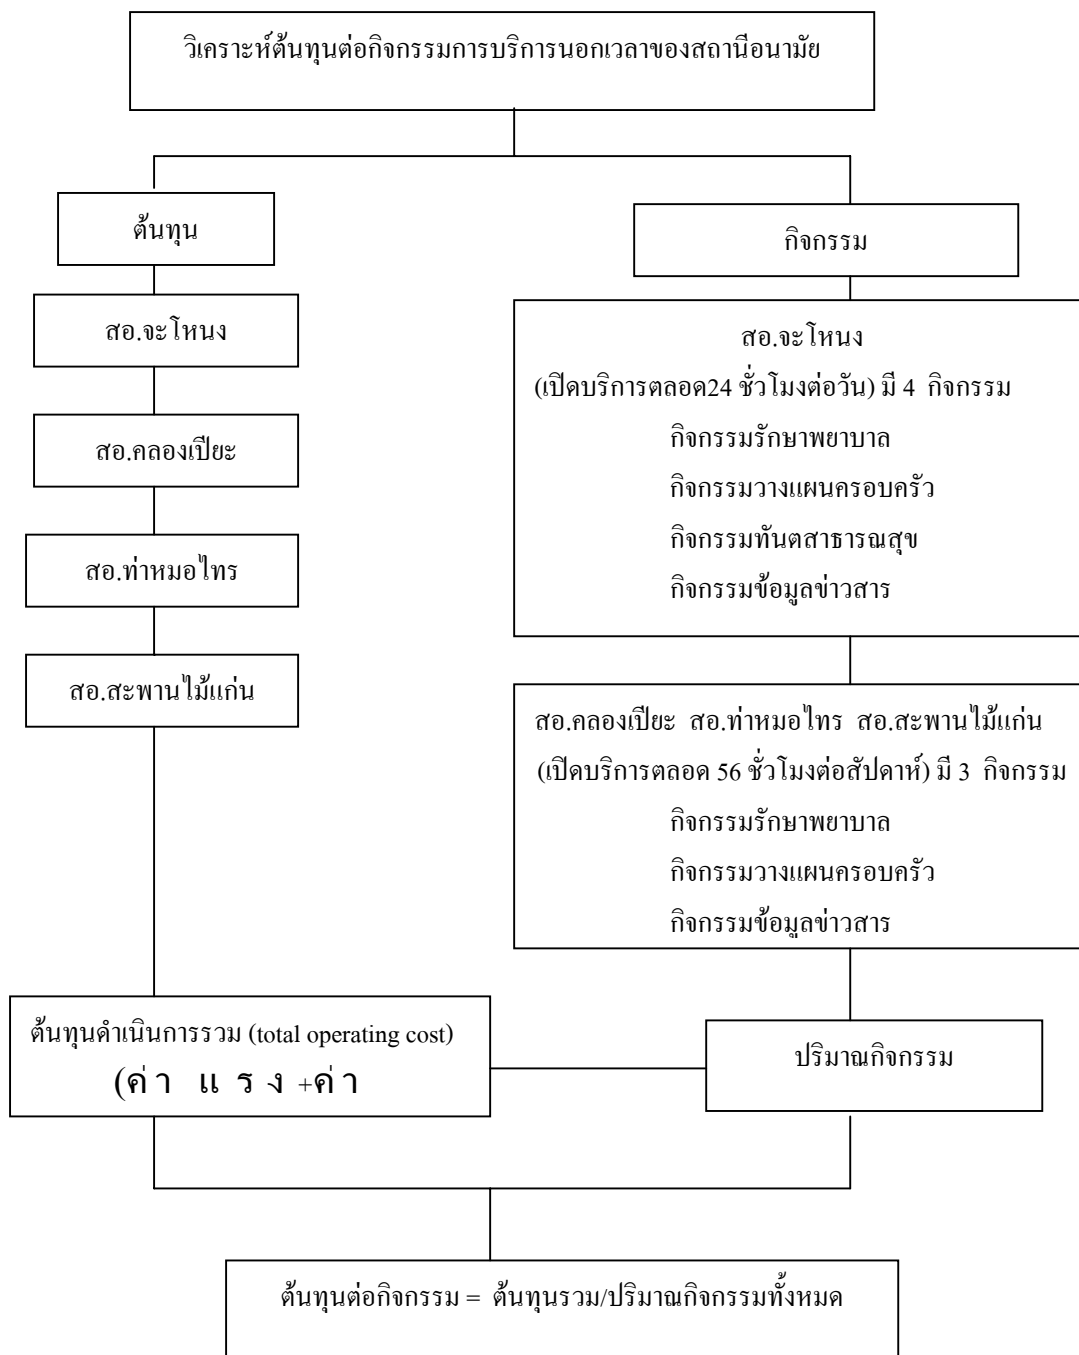 วิเคราะห์ต้นทุนต่อกิจกรรมการบริการนอกเวลาของสถานีอนามัย
ต้นทุน
สอ.จะโหนง
สอ.คลองเปียะ
สอ.ท่าหมอไทร
สอ.สะพานไม้แก่น
กิจกรรม
สอ.จะโหนง
(เปิดบริการตลอด24 ชั่วโมงต่อวัน) มี 4 กิจกรรม
กิจกรรมรักษาพยาบาล
กิจกรรมวางแผนครอบครัว
กิจกรรมทันตสาธารณสุข
กิจกรรมข้อมูลข่าวสาร
สอ.คลองเปียะ สอ.ท่าหมอไทร สอ.สะพานไม้แก่น
(เปิดบริการตลอด 56 ชั่วโมงต่อสัปดาห์) มี 3 กิจกรรม
กิจกรรมรักษาพยาบาล
กิจกรรมวางแผนครอบครัว
กิจกรรมข้อมูลข่าวสาร
ต้นทุนดำเนินการรวม (total operating cost)
(ค่า แรง +ค่า
ปริมาณกิจกรรม
ต้นทุนต่อกิจกรรม = ต้นทุนรวม/ปริมาณกิจกรรมทั้งหมด